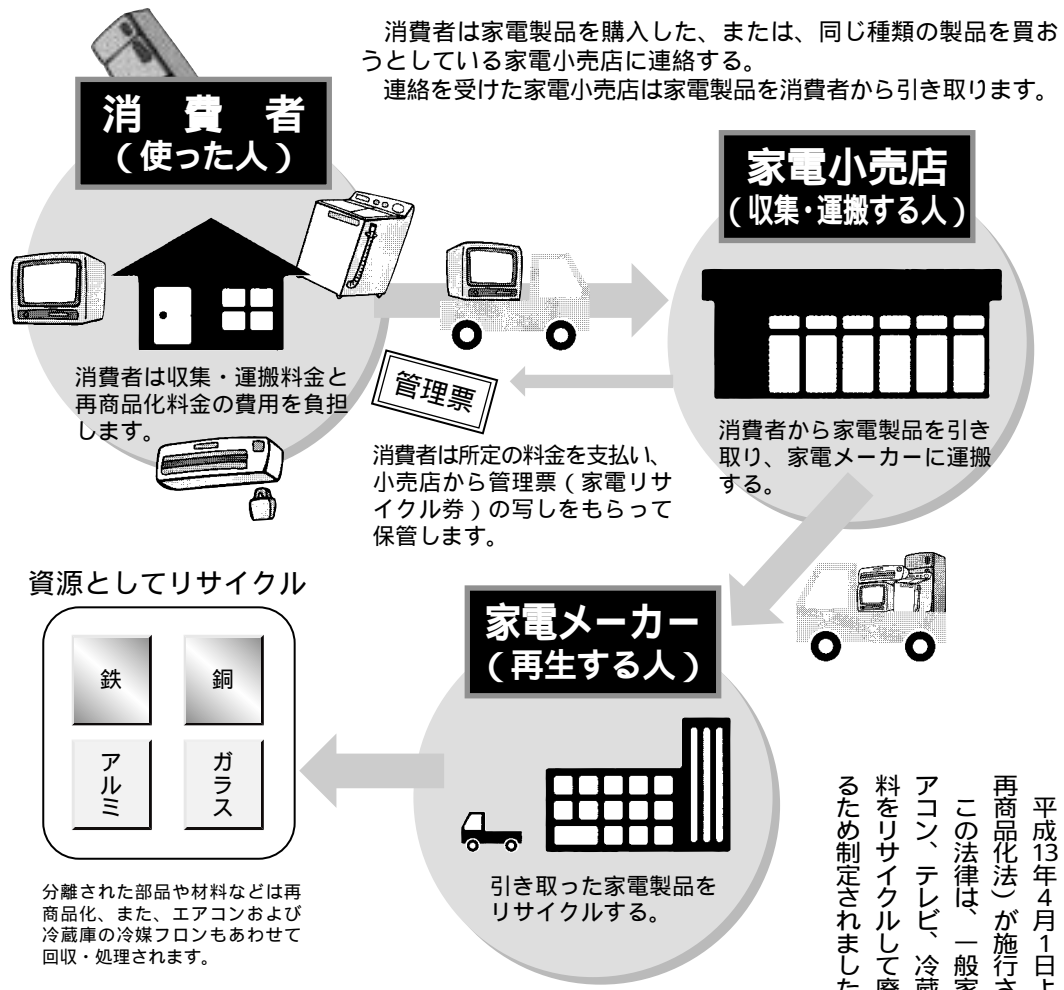 消費者は家電製品を購入した、または、同じ種類の製品を買お
うとしている家電小売店に連絡する。
連絡を受けた家電小売店は家電製品を消費者から引き取ります。
消費者
(使った人)
家電小売店
(収集・運搬する人)
消費者は収集・運搬料金と
再商品化料金の費用を負担
します。
管理票
消費者は所定の料金を支払い、
小売店から管理票(家電リサ
イクル券)の写しをもらって
保管します。
消費者から家電製品を引き
取り、家電メーカーに運搬
する。
資源としてリサイクル
鉄
銅
アルミ
ガラス
分離された部品や材料などは再
商品化、また、エアコンおよび
冷蔵庫の冷媒フロンもあわせて
回収・処理されます。
家電メーカー
(再生する人)
引き取った家電製品を
リサイクルする。
平成13年4月1日よ
再商品化法)が施行さ
この法律は、一般家
アコン、テレビ、冷蔵
料をリサイクルして廃
るため制定されました